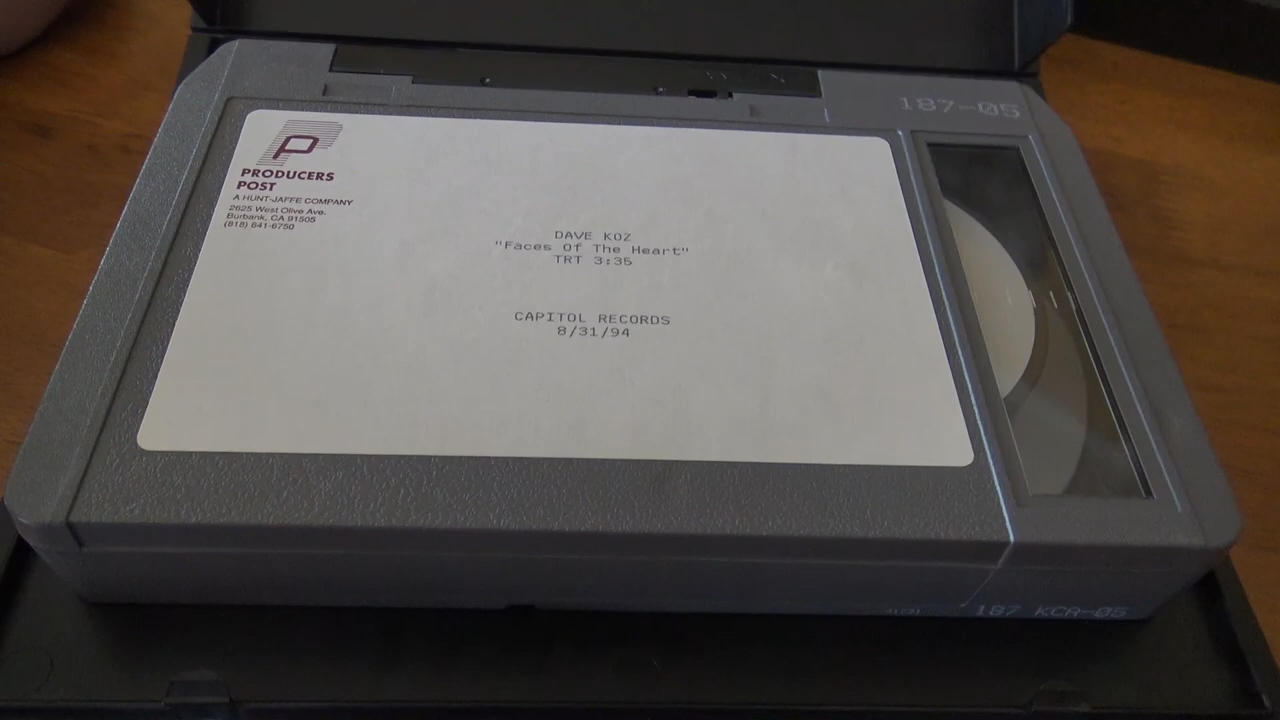 187-05
P
PRODUCERS
POST
A HUNT-JAFFE COMPANY
2625 West Olive Ave.
Burbank, CA 91505
(818) 841-6750
DAVE KOZ
"Faces Of The Heart"
TRT 3:35
CAPITOL RECORDS
8/31/94
187 KCA-05